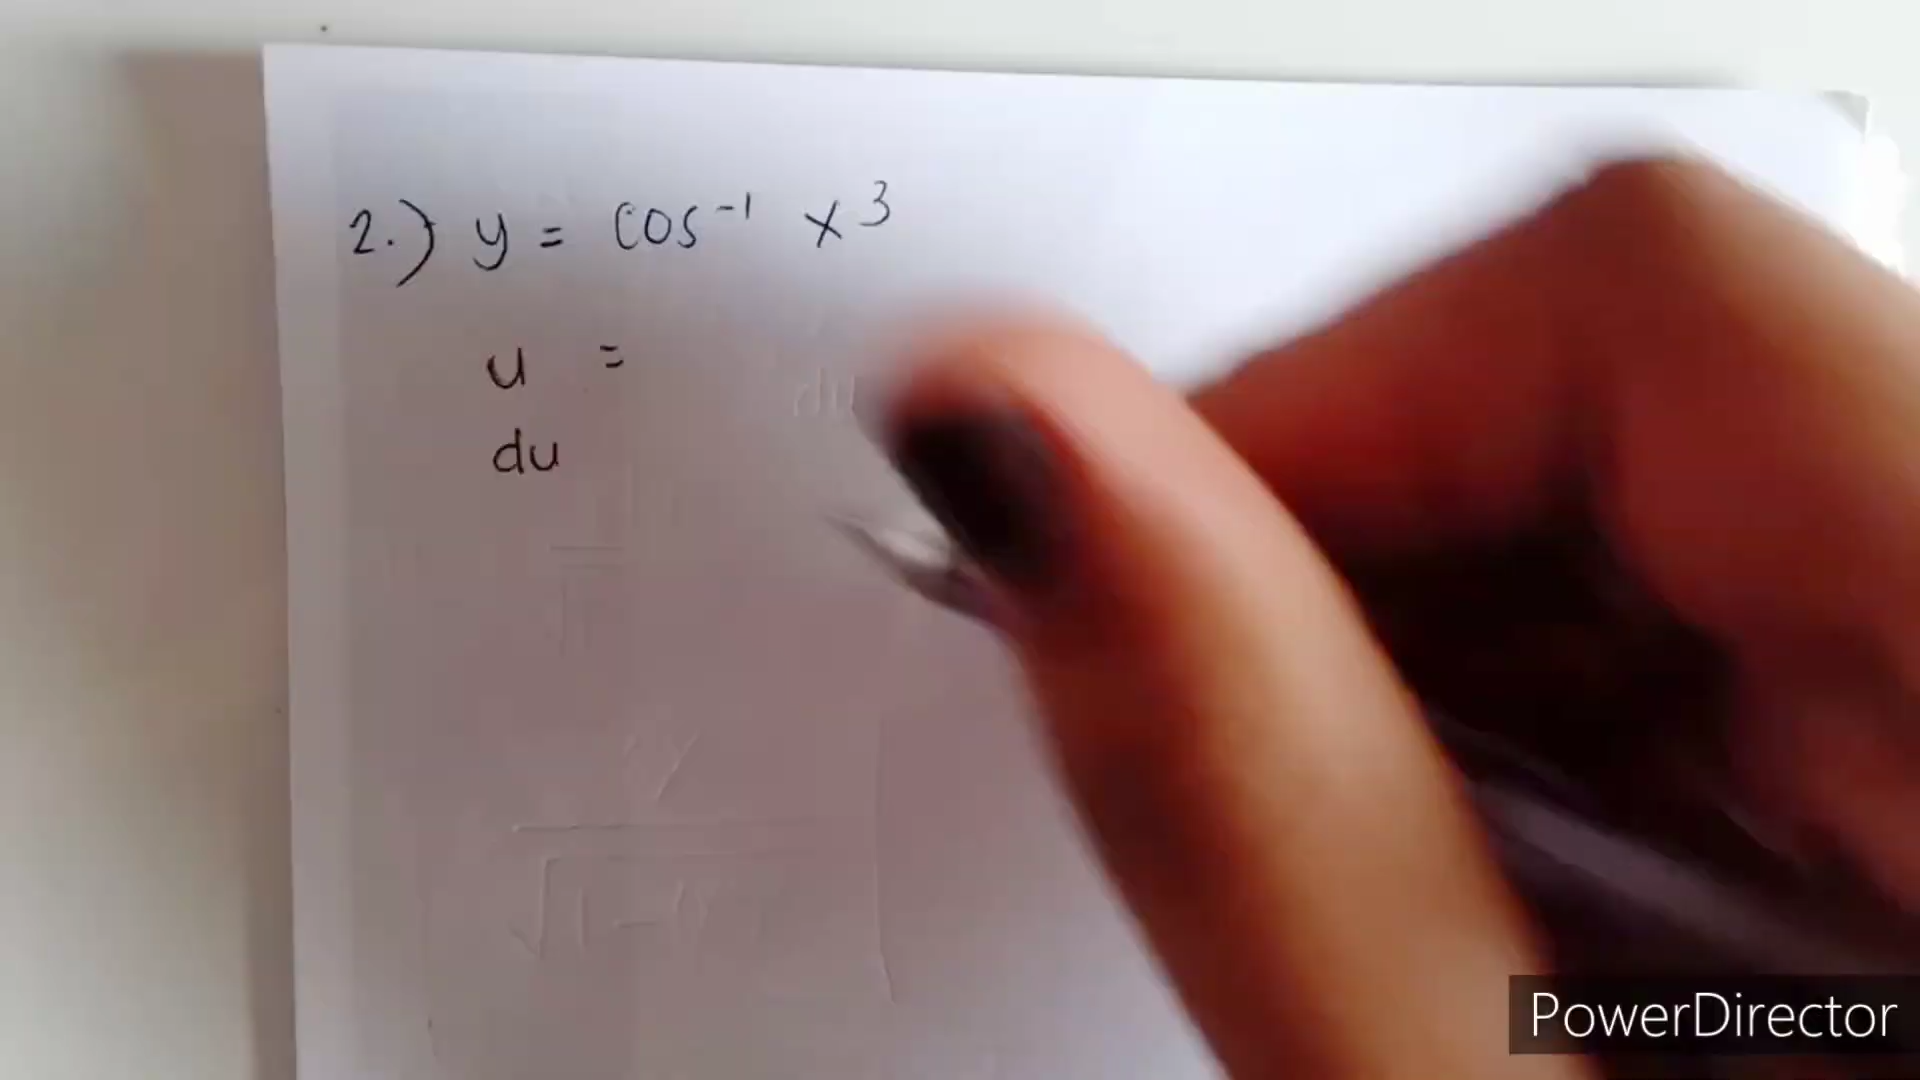 2.) y = cos⁻¹ x³
u =
du
PowerDirector